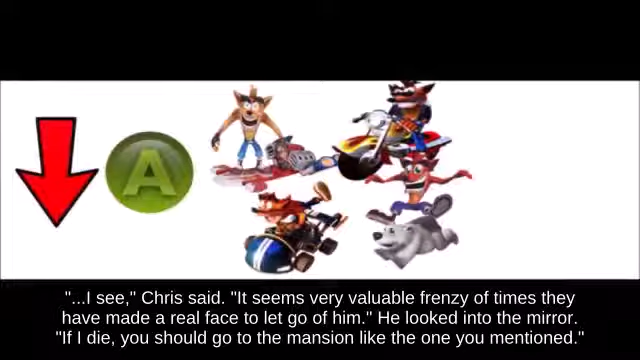 A
"...I see," Chris said. "It seems very valuable frenzy of times they
have made a real face to let go of him." He looked into the mirror.
"If I die, you should go to the mansion like the one you mentioned."